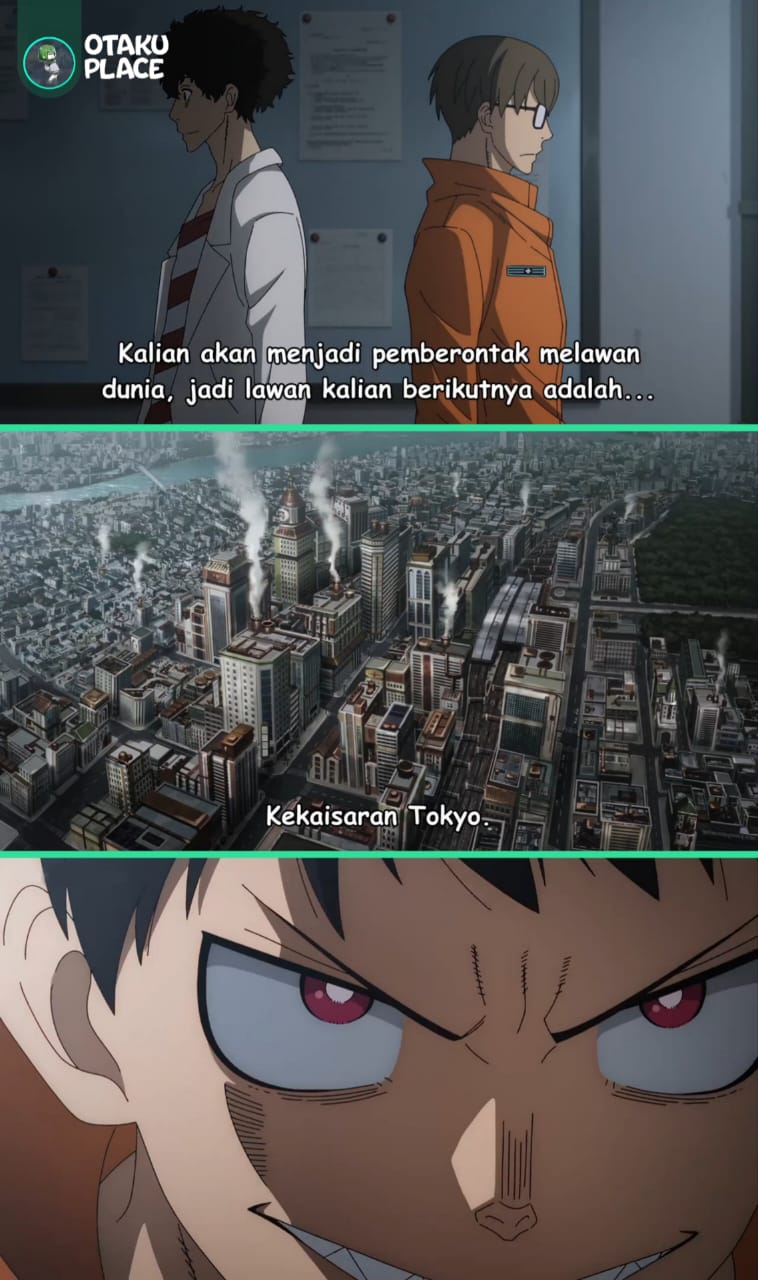 OTAKU
PLACE
Kalian akan menjadi pemberontak melawan
dunia, jadi lawan kalian berikutnya adalah...
Kekaisaran Tokyo.